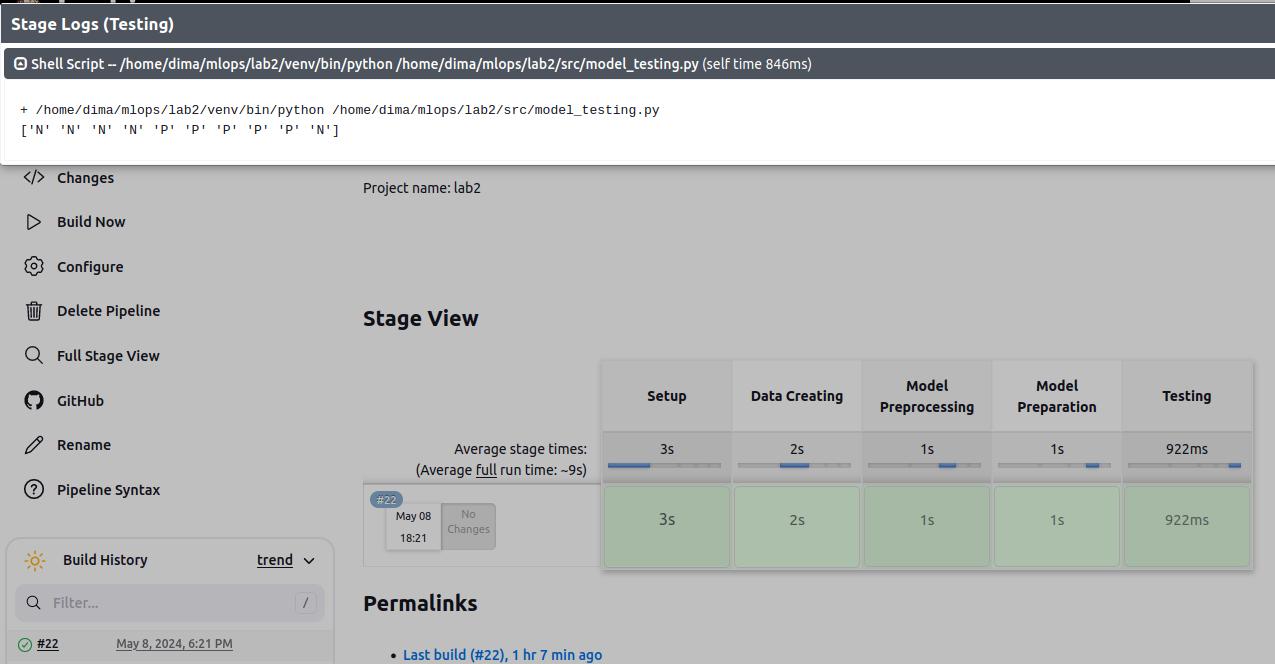 Stage Logs (Testing)
Shell Script -- /home/dima/mlops/lab2/venv/bin/python /home/dima/mlops/lab2/src/model_testing.py (self time 846ms)
+ /home/dima/mlops/lab2/venv/bin/python /home/dima/mlops/lab2/src/model_testing.py
['N' 'N' 'N' 'N' 'P' 'P' 'P' 'P' 'P' 'N']
Changes
Build Now
Configure
Delete Pipeline
Full Stage View
GitHub
Rename
Pipeline Syntax
Build History
trend
Filter...
/
#22
May 8, 2024, 6:21 PM
Project name: lab2
Stage View
Setup
Data Creating
Model
Preprocessing
Model
Preparation
Testing
Average stage times:
(Average full run time: ~9s)
3s
2s
1s
1s
922ms
#22
May 08
18:21
No
Changes
3s
2s
1s
1s
922ms
Permalinks
Last build (#22), 1 hr 7 min ago